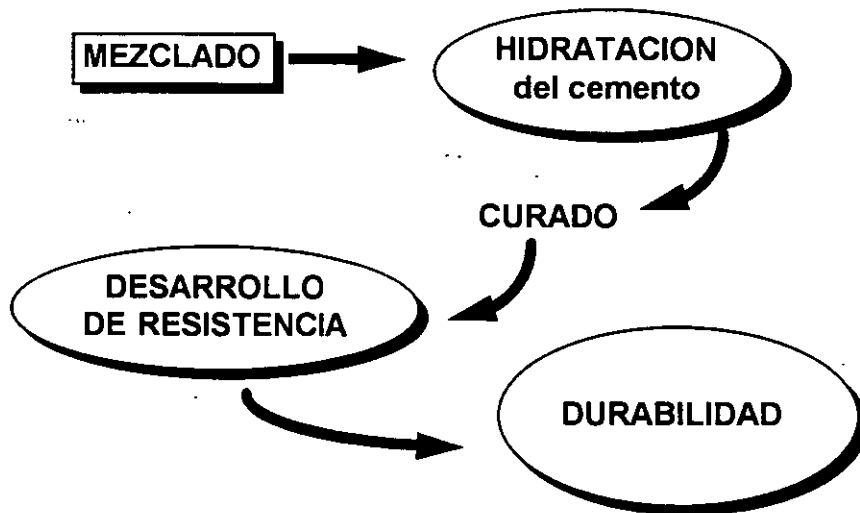 MEZCLADO
HIDRATACION
del cemento
CURADO
DESARROLLO
DE RESISTENCIA
DURABILIDAD